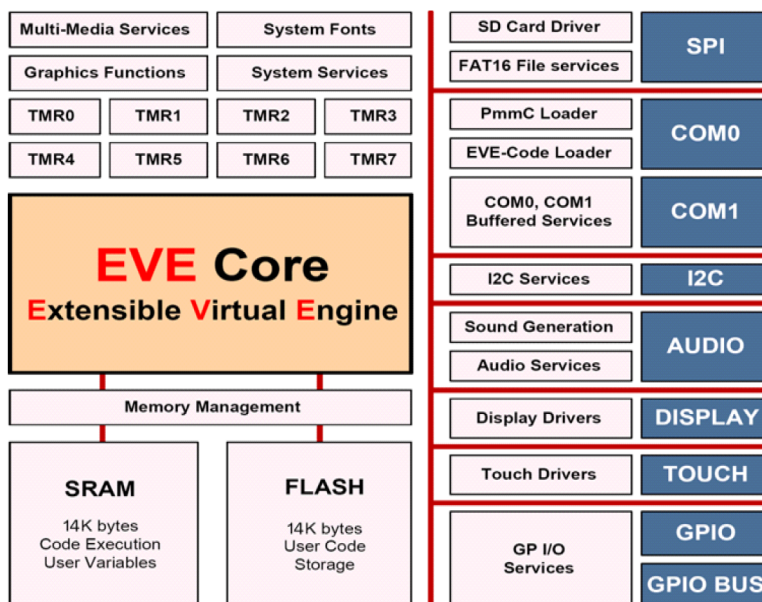 Multi-Media Services
System Fonts
Graphics Functions
System Services
TMR0
TMR1
TMR2
TMR3
TMR4
TMR5
TMR6
TMR7
EVE Core
Extensible Virtual Engine
Memory Management
SRAM
14K bytes
Code Execution
User Variables
FLASH
14K bytes
User Code
Storage
SD Card Driver
FAT16 File services
SPI
PmmC Loader
EVE-Code Loader
COM0
COM0, COM1
Buffered Services
COM1
I2C Services
I2C
Sound Generation
Audio Services
AUDIO
Display Drivers
DISPLAY
Touch Drivers
TOUCH
GP I/O
Services
GPIO
GPIO BUS